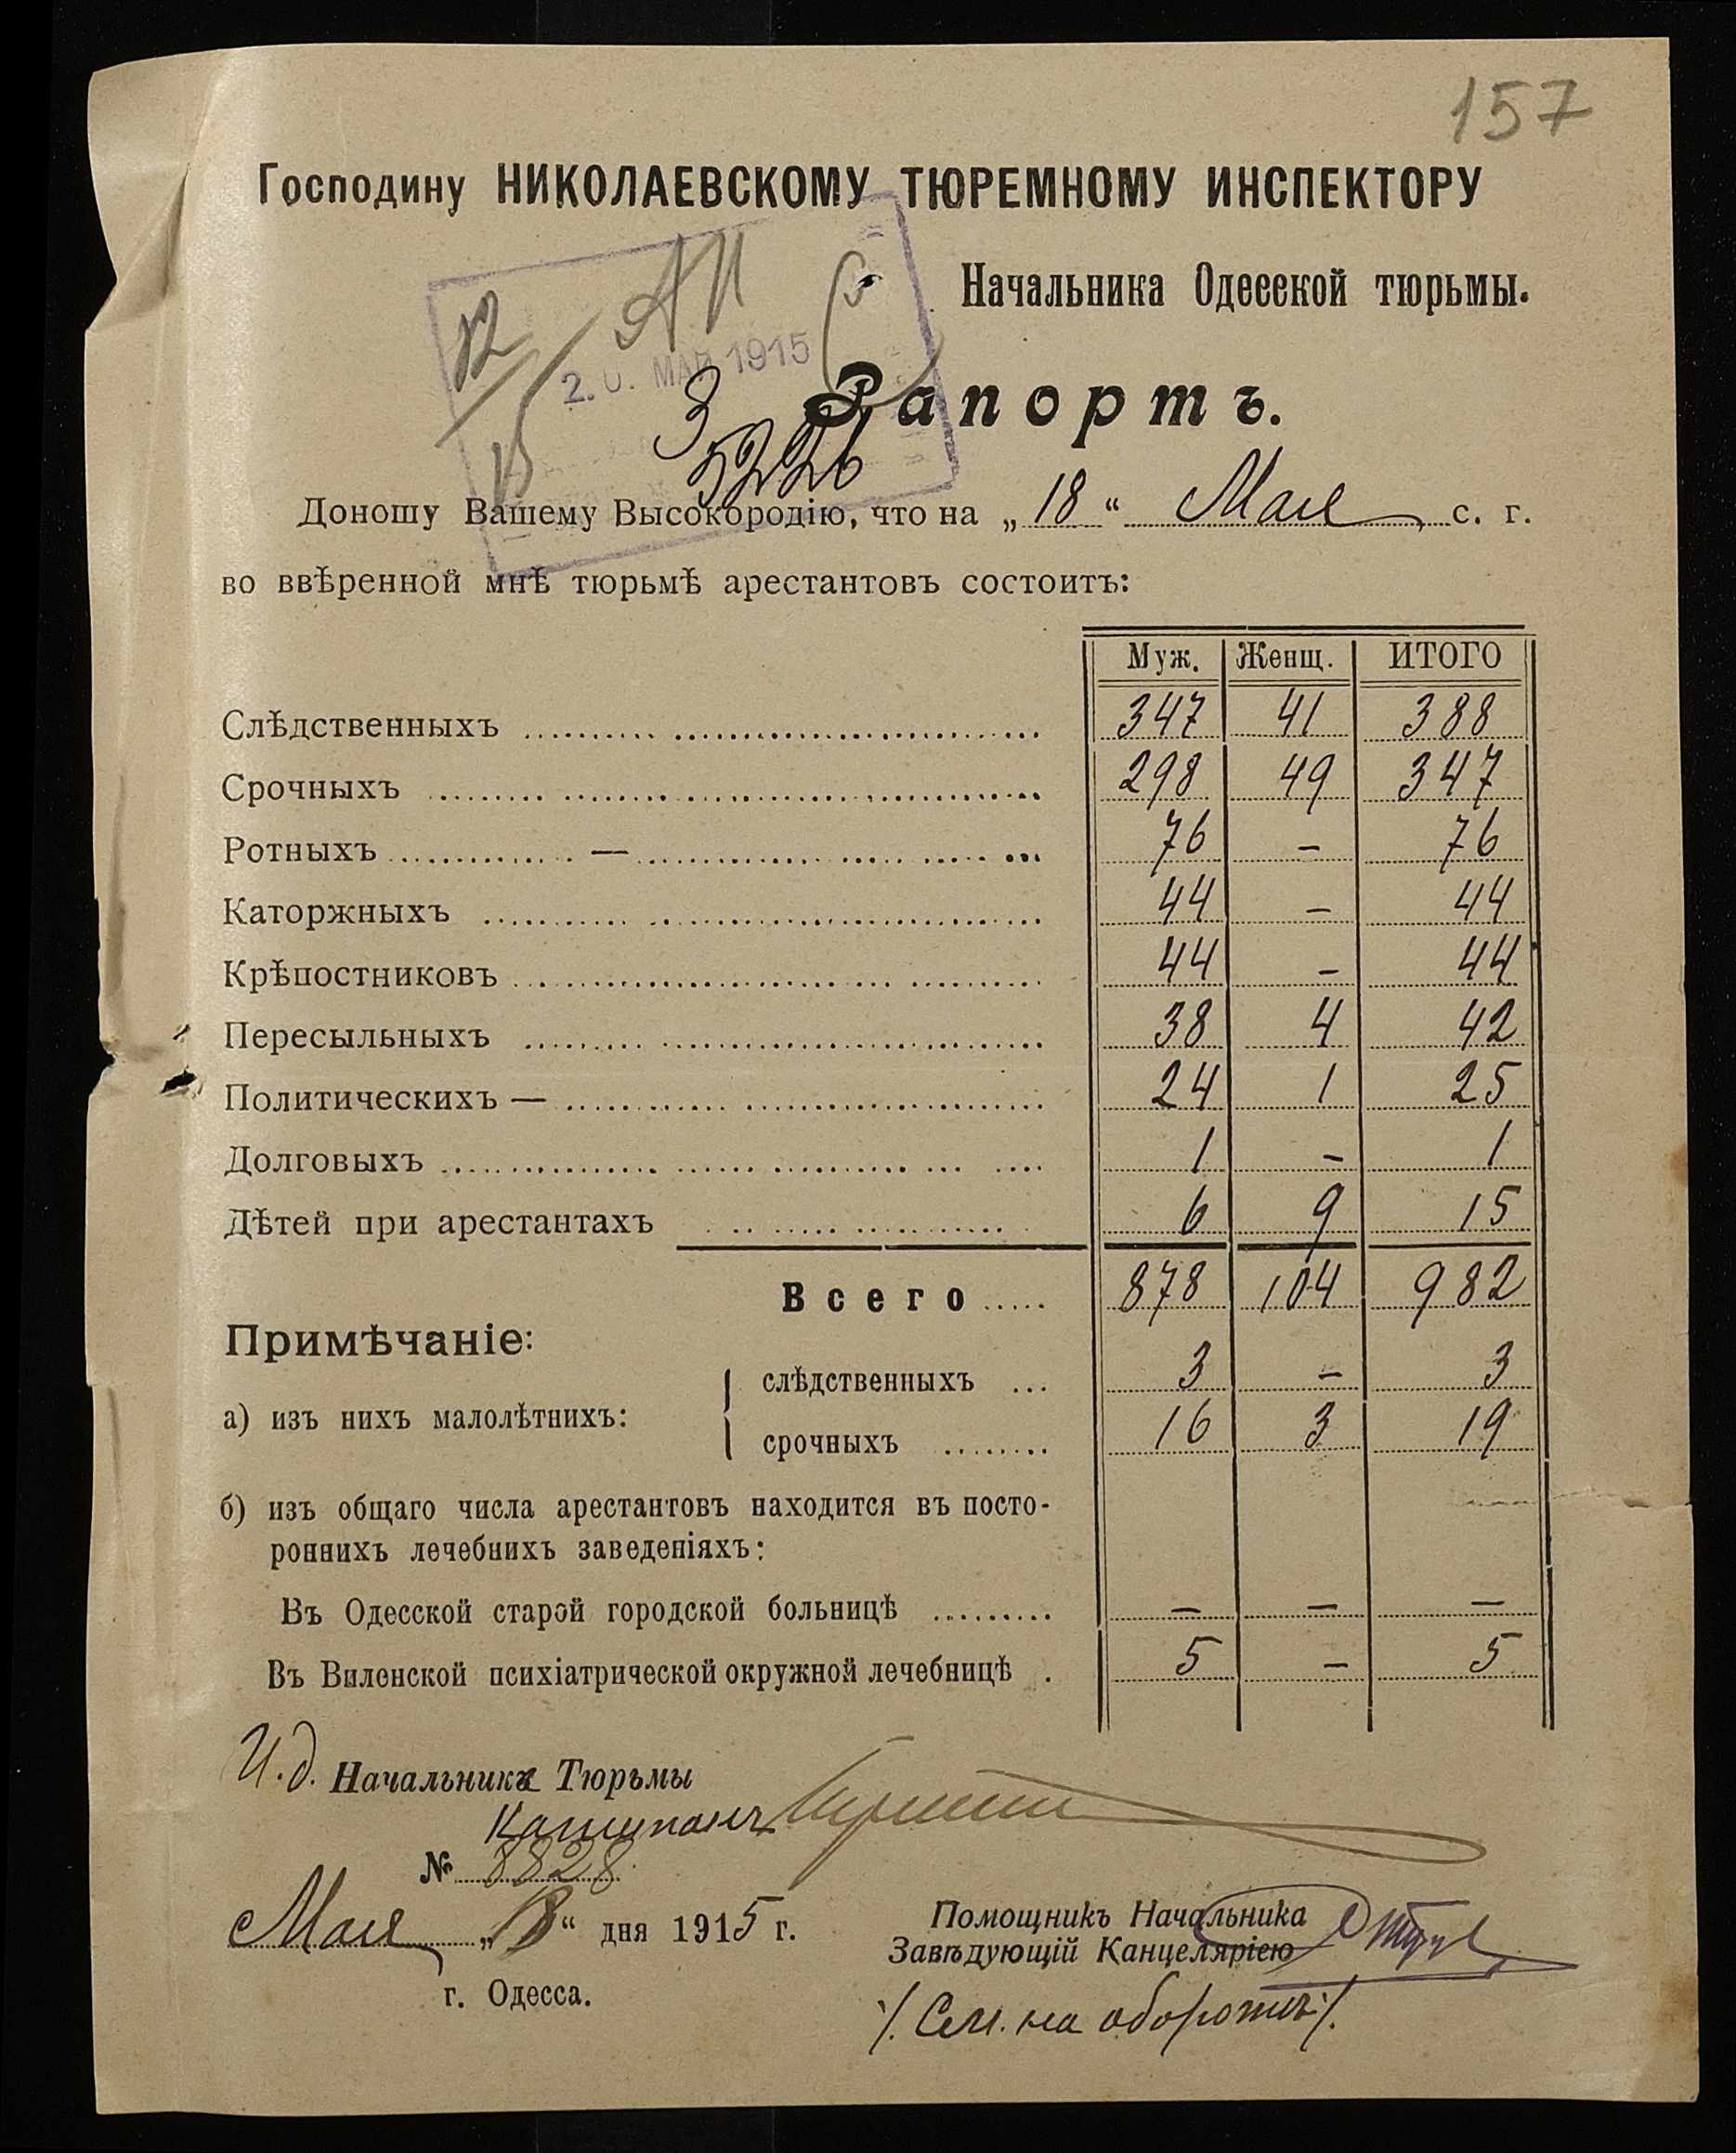 157
Господину НИКОЛАЕВСКОМУ ТЮРЕМНОМУ ИНСПЕКТОРУ
Начальника Одесской тюрьмы.
20. МАЯ 1915
3
5226
Рапортъ.
Доношу Вашему Высокородію, что на „18“ Мая с. г.
во ввѣренной мнѣ тюрьмѣ арестантовъ состоитъ:
Муж. Женщ. ИТОГО
Слѣдственныхъ 347 41 388
Срочныхъ 298 49 347
Ротныхъ — 76 – 76
Каторжныхъ 44 – 44
Крѣпостниковъ 44 – 44
Пересыльныхъ 38 4 42
Политическихъ — 24 1 25
Долговыхъ 1 – 1
Дѣтей при арестантахъ 6 9 15
Всего 878 104 982
Примѣчаніе:
а) изъ нихъ малолѣтнихъ:
слѣдственныхъ 3 – 3
срочныхъ 16 3 19
б) изъ общаго числа арестантовъ находится въ посто-
роннихъ лечебнихъ заведеніяхъ:
Въ Одесской старой городской больницѣ – – –
Въ Виленской психіатрической окружной лечебницѣ 5 – 5
И.д. Начальника Тюрьмы
Капитанъ
№ 8828
Мая „18“ дня 1915 г.
г. Одесса.
Помощникъ Начальника
Завѣдующій Канцеляріею
/. См. на оборотѣ /.